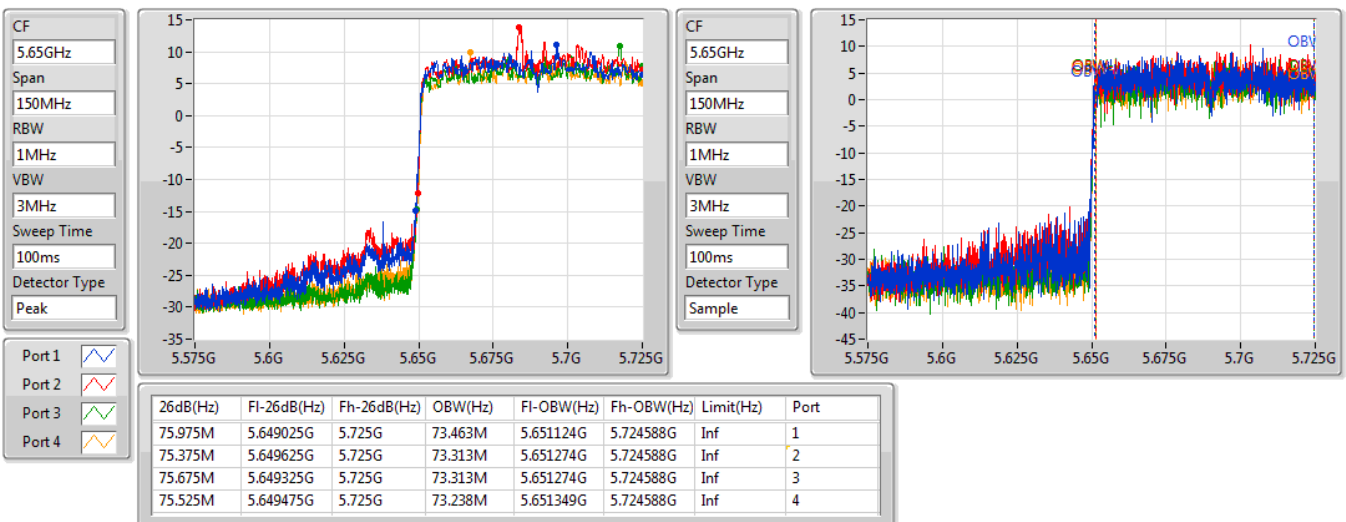 CF
5.65GHz
Span
150MHz
RBW
1MHz
VBW
3MHz
Sweep Time
100ms
Detector Type
Peak
15
10
5
0
-5
-10
-15
-20
-25
-30
-35
5.575G 5.6G 5.625G 5.65G 5.675G 5.7G 5.725G
CF
5.65GHz
Span
150MHz
RBW
1MHz
VBW
3MHz
Sweep Time
100ms
Detector Type
Sample
15
10
5
0
-5
-10
-15
-20
-25
-30
-35
-40
-45
5.575G 5.6G 5.625G 5.65G 5.675G 5.7G 5.725G
Port 1
Port 2
Port 3
Port 4
26dB(Hz) Fl-26dB(Hz) Fh-26dB(Hz) OBW(Hz) Fl-OBW(Hz) Fh-OBW(Hz) Limit(Hz) Port
75.975M 5.649025G 5.725G 73.463M 5.651124G 5.724588G Inf 1
75.375M 5.649625G 5.725G 73.313M 5.651274G 5.724588G Inf 2
75.675M 5.649325G 5.725G 73.313M 5.651274G 5.724588G Inf 3
75.525M 5.649475G 5.725G 73.238M 5.651349G 5.724588G Inf 4